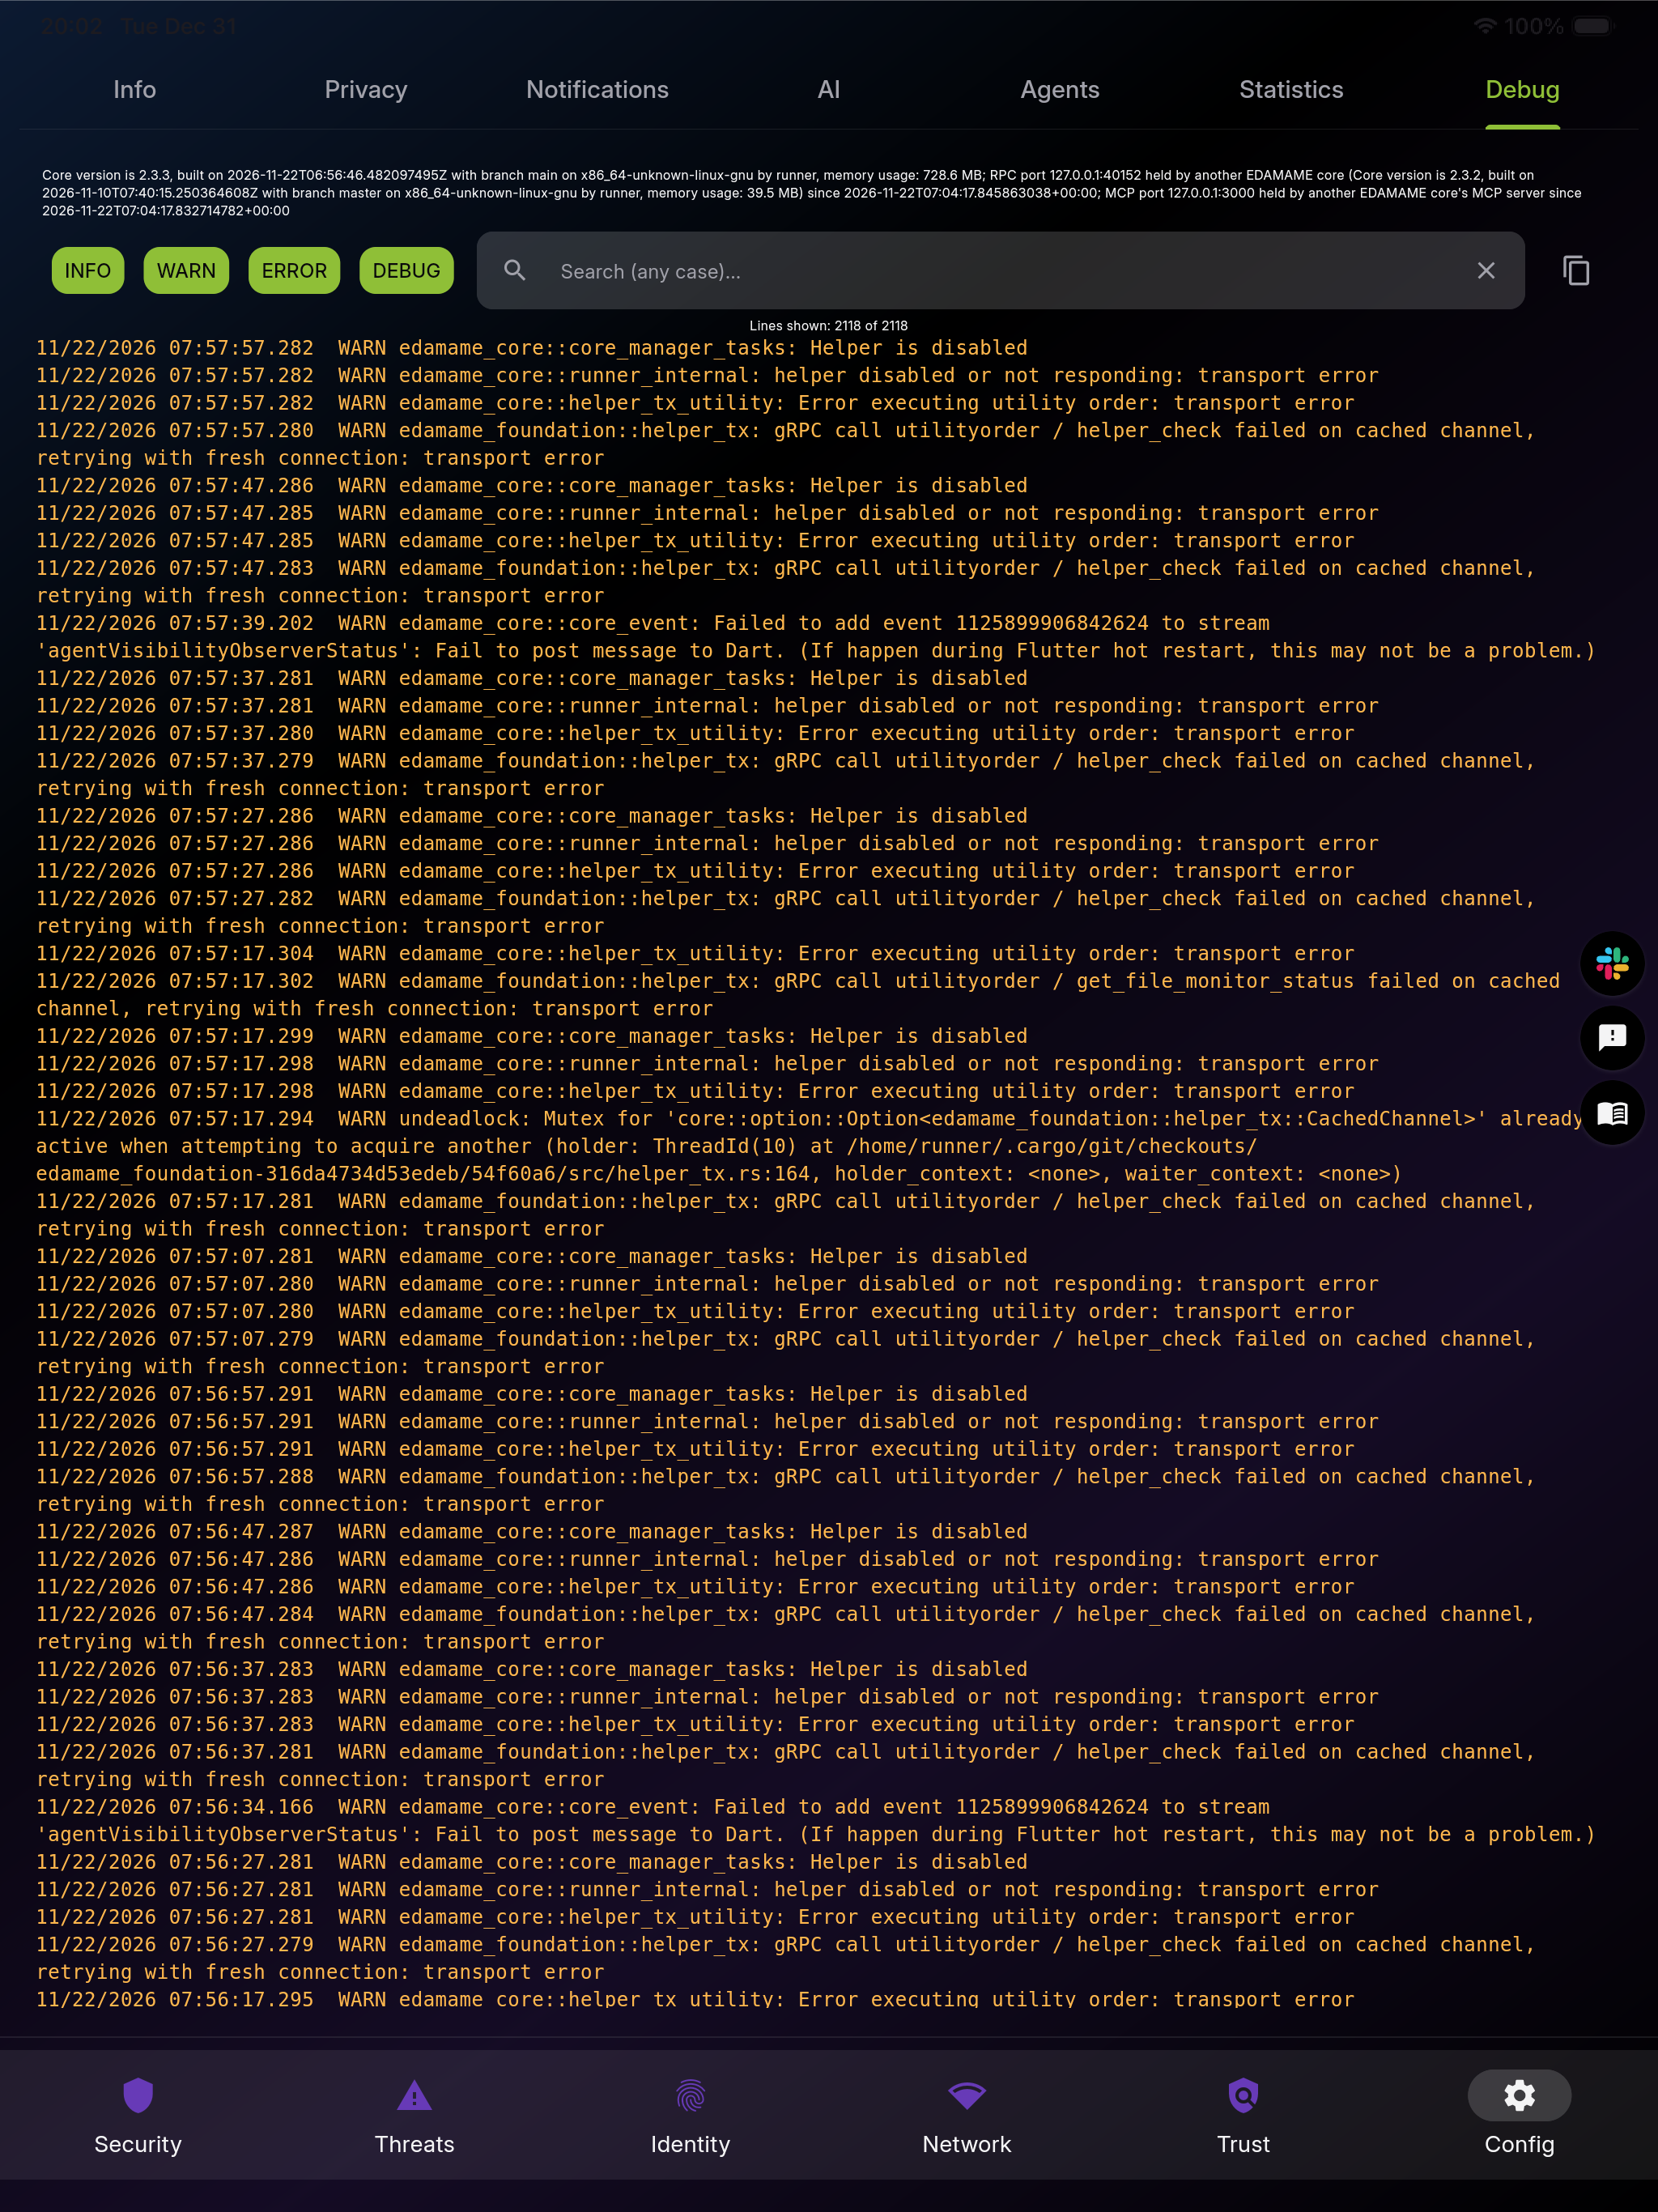 20:02 Tue Dec 31
100%
Info Privacy Notifications AI Agents Statistics Debug
Core version is 2.3.3, built on 2026-11-22T06:56:46.482097495Z with branch main on x86_64-unknown-linux-gnu by runner, memory usage: 728.6 MB; RPC port 127.0.0.1:40152 held by another EDAMAME core (Core version is 2.3.2, built on
2026-11-10T07:40:15.250364608Z with branch master on x86_64-unknown-linux-gnu by runner, memory usage: 39.5 MB) since 2026-11-22T07:04:17.845863038+00:00; MCP port 127.0.0.1:3000 held by another EDAMAME core's MCP server since
2026-11-22T07:04:17.832714782+00:00
INFO WARN ERROR DEBUG Search (any case)...
Lines shown: 2118 of 2118
11/22/2026 07:57:57.282 WARN edamame_core::core_manager_tasks: Helper is disabled
11/22/2026 07:57:57.282 WARN edamame_core::runner_internal: helper disabled or not responding: transport error
11/22/2026 07:57:57.282 WARN edamame_core::helper_tx_utility: Error executing utility order: transport error
11/22/2026 07:57:57.280 WARN edamame_foundation::helper_tx: gRPC call utilityorder / helper_check failed on cached channel,
retrying with fresh connection: transport error
11/22/2026 07:57:47.286 WARN edamame_core::core_manager_tasks: Helper is disabled
11/22/2026 07:57:47.285 WARN edamame_core::runner_internal: helper disabled or not responding: transport error
11/22/2026 07:57:47.285 WARN edamame_core::helper_tx_utility: Error executing utility order: transport error
11/22/2026 07:57:47.283 WARN edamame_foundation::helper_tx: gRPC call utilityorder / helper_check failed on cached channel,
retrying with fresh connection: transport error
11/22/2026 07:57:39.202 WARN edamame_core::core_event: Failed to add event 1125899906842624 to stream
'agentVisibilityObserverStatus': Fail to post message to Dart. (If happen during Flutter hot restart, this may not be a problem.)
11/22/2026 07:57:37.281 WARN edamame_core::core_manager_tasks: Helper is disabled
11/22/2026 07:57:37.281 WARN edamame_core::runner_internal: helper disabled or not responding: transport error
11/22/2026 07:57:37.280 WARN edamame_core::helper_tx_utility: Error executing utility order: transport error
11/22/2026 07:57:37.279 WARN edamame_foundation::helper_tx: gRPC call utilityorder / helper_check failed on cached channel,
retrying with fresh connection: transport error
11/22/2026 07:57:27.286 WARN edamame_core::core_manager_tasks: Helper is disabled
11/22/2026 07:57:27.286 WARN edamame_core::runner_internal: helper disabled or not responding: transport error
11/22/2026 07:57:27.286 WARN edamame_core::helper_tx_utility: Error executing utility order: transport error
11/22/2026 07:57:27.282 WARN edamame_foundation::helper_tx: gRPC call utilityorder / helper_check failed on cached channel,
retrying with fresh connection: transport error
11/22/2026 07:57:17.304 WARN edamame_core::helper_tx_utility: Error executing utility order: transport error
11/22/2026 07:57:17.302 WARN edamame_foundation::helper_tx: gRPC call utilityorder / get_file_monitor_status failed on cached
channel, retrying with fresh connection: transport error
11/22/2026 07:57:17.299 WARN edamame_core::core_manager_tasks: Helper is disabled
11/22/2026 07:57:17.298 WARN edamame_core::runner_internal: helper disabled or not responding: transport error
11/22/2026 07:57:17.298 WARN edamame_core::helper_tx_utility: Error executing utility order: transport error
11/22/2026 07:57:17.294 WARN undeadlock: Mutex for 'core::option::Option<edamame_foundation::helper_tx::CachedChannel>' already
active when attempting to acquire another (holder: ThreadId(10) at /home/runner/.cargo/git/checkouts/
edamame_foundation-316da4734d53edeb/54f60a6/src/helper_tx.rs:164, holder_context: <none>, waiter_context: <none>)
11/22/2026 07:57:17.281 WARN edamame_foundation::helper_tx: gRPC call utilityorder / helper_check failed on cached channel,
retrying with fresh connection: transport error
11/22/2026 07:57:07.281 WARN edamame_core::core_manager_tasks: Helper is disabled
11/22/2026 07:57:07.280 WARN edamame_core::runner_internal: helper disabled or not responding: transport error
11/22/2026 07:57:07.280 WARN edamame_core::helper_tx_utility: Error executing utility order: transport error
11/22/2026 07:57:07.279 WARN edamame_foundation::helper_tx: gRPC call utilityorder / helper_check failed on cached channel,
retrying with fresh connection: transport error
11/22/2026 07:56:57.291 WARN edamame_core::core_manager_tasks: Helper is disabled
11/22/2026 07:56:57.291 WARN edamame_core::runner_internal: helper disabled or not responding: transport error
11/22/2026 07:56:57.291 WARN edamame_core::helper_tx_utility: Error executing utility order: transport error
11/22/2026 07:56:57.288 WARN edamame_foundation::helper_tx: gRPC call utilityorder / helper_check failed on cached channel,
retrying with fresh connection: transport error
11/22/2026 07:56:47.287 WARN edamame_core::core_manager_tasks: Helper is disabled
11/22/2026 07:56:47.286 WARN edamame_core::runner_internal: helper disabled or not responding: transport error
11/22/2026 07:56:47.286 WARN edamame_core::helper_tx_utility: Error executing utility order: transport error
11/22/2026 07:56:47.284 WARN edamame_foundation::helper_tx: gRPC call utilityorder / helper_check failed on cached channel,
retrying with fresh connection: transport error
11/22/2026 07:56:37.283 WARN edamame_core::core_manager_tasks: Helper is disabled
11/22/2026 07:56:37.283 WARN edamame_core::runner_internal: helper disabled or not responding: transport error
11/22/2026 07:56:37.283 WARN edamame_core::helper_tx_utility: Error executing utility order: transport error
11/22/2026 07:56:37.281 WARN edamame_foundation::helper_tx: gRPC call utilityorder / helper_check failed on cached channel,
retrying with fresh connection: transport error
11/22/2026 07:56:34.166 WARN edamame_core::core_event: Failed to add event 1125899906842624 to stream
'agentVisibilityObserverStatus': Fail to post message to Dart. (If happen during Flutter hot restart, this may not be a problem.)
11/22/2026 07:56:27.281 WARN edamame_core::core_manager_tasks: Helper is disabled
11/22/2026 07:56:27.281 WARN edamame_core::runner_internal: helper disabled or not responding: transport error
11/22/2026 07:56:27.281 WARN edamame_core::helper_tx_utility: Error executing utility order: transport error
11/22/2026 07:56:27.279 WARN edamame_foundation::helper_tx: gRPC call utilityorder / helper_check failed on cached channel,
retrying with fresh connection: transport error
11/22/2026 07:56:17.295 WARN edamame_core::helper_tx_utility: Error executing utility order: transport error
Security Threats Identity Network Trust Config